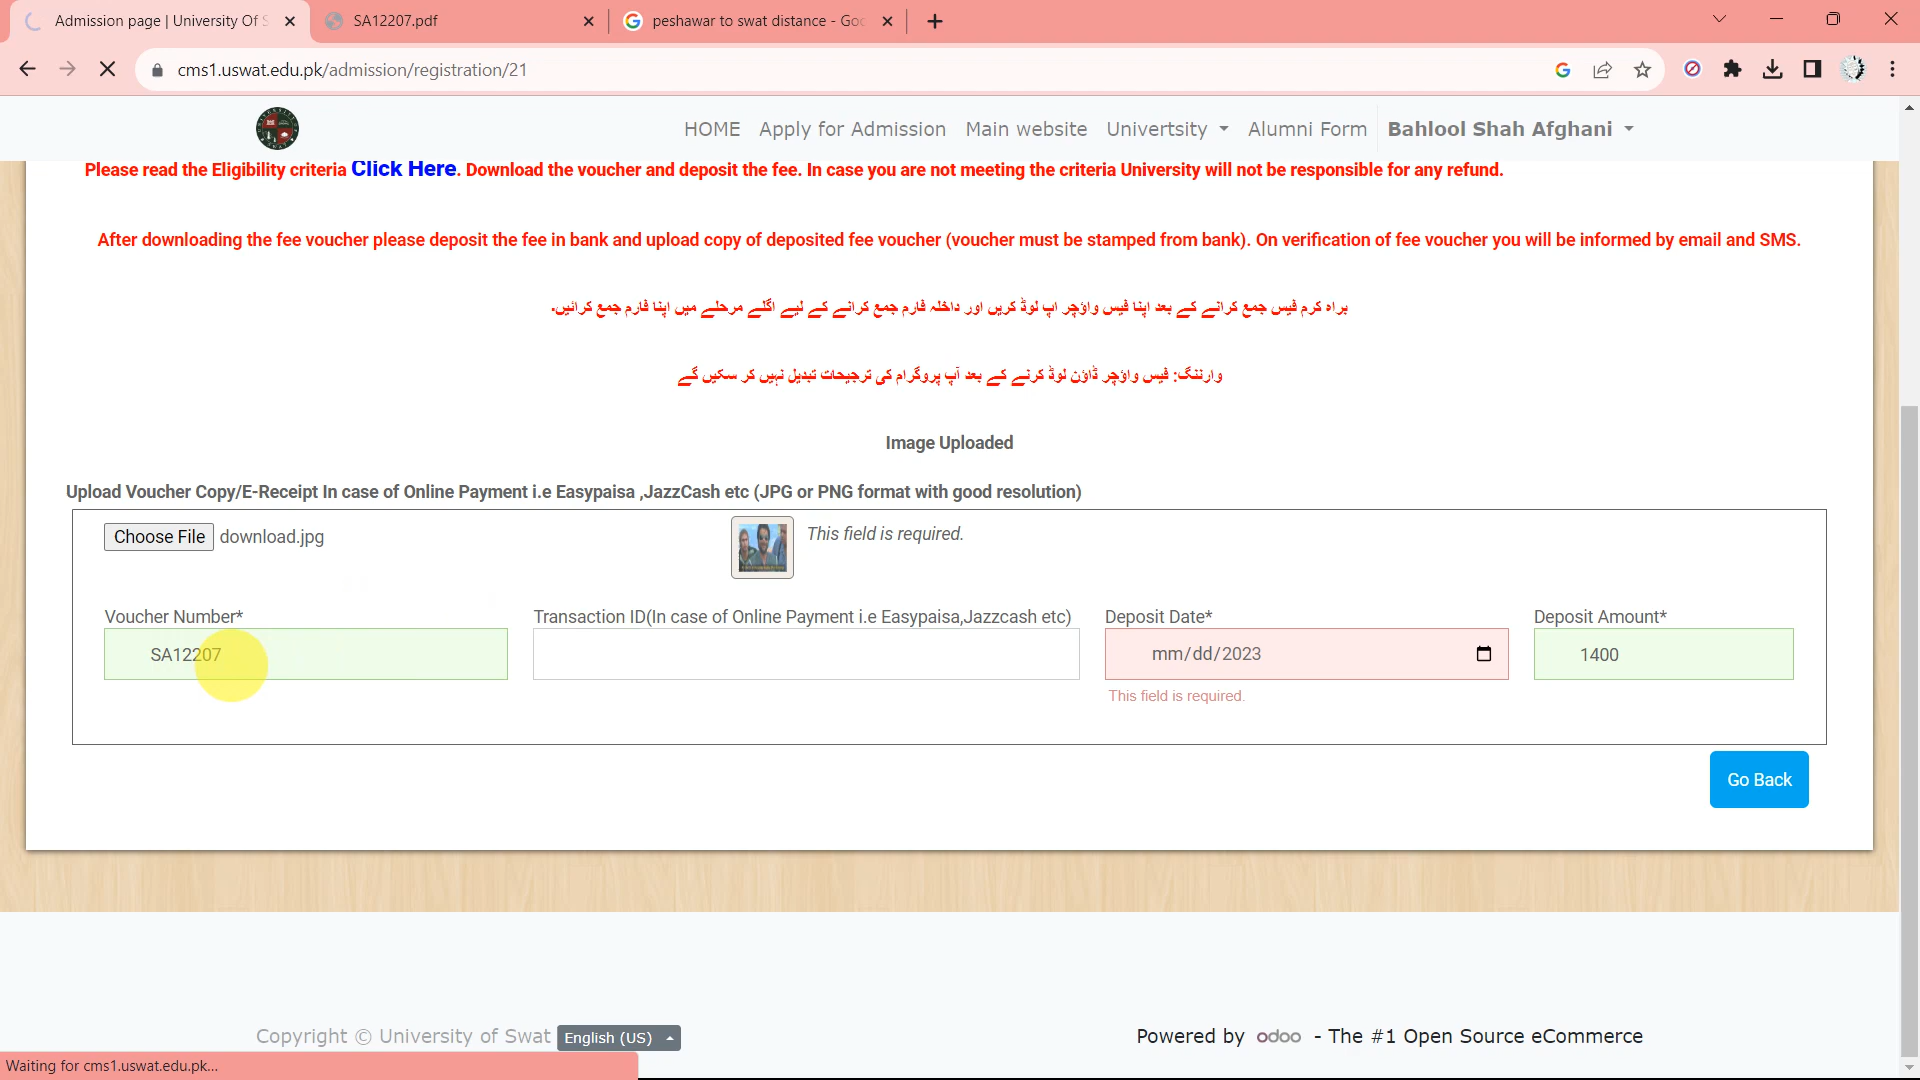 Admission page | University Of S
SA12207.pdf
peshawar to swat distance - Goo
cms1.uswat.edu.pk/admission/registration/21
HOME
Apply for Admission
Main website
Univertsity
Alumni Form
Bahlool Shah Afghani
Please read the Eligibility criteria Click Here. Download the voucher and deposit the fee. In case you are not meeting the criteria University will not be responsible for any refund.
After downloading the fee voucher please deposit the fee in bank and upload copy of deposited fee voucher (voucher must be stamped from bank). On verification of fee voucher you will be informed by email and SMS.
براہ کرم فیس جمع کرانے کے بعد اپنا فیس واؤچر اپ لوڈ کریں اور داخلہ فارم جمع کرانے کے لیے اگلے مرحلے میں اپنا فارم جمع کرائیں.
وارننگ: فیس واؤچر ڈاؤن لوڈ کرنے کے بعد آپ پروگرام کی ترجیحات تبدیل نہیں کر سکیں گے
Image Uploaded
Upload Voucher Copy/E-Receipt In case of Online Payment i.e Easypaisa ,JazzCash etc (JPG or PNG format with good resolution)
Choose File download.jpg
This field is required.
Voucher Number*
Transaction ID(In case of Online Payment i.e Easypaisa,Jazzcash etc)
Deposit Date*
Deposit Amount*
SA12207
mm/dd/2023
1400
This field is required.
Go Back
Copyright © University of Swat
English (US)
Powered by odoo - The #1 Open Source eCommerce
Waiting for cms1.uswat.edu.pk...